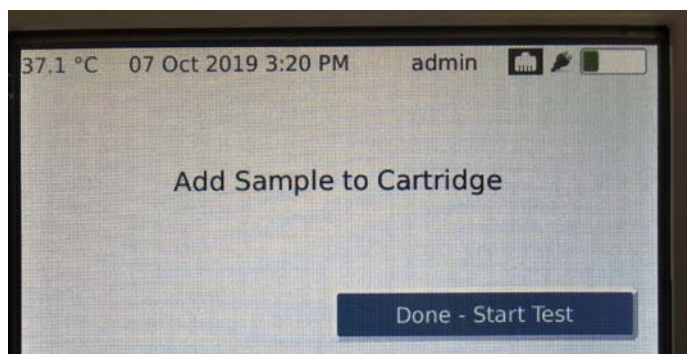 37.1 °C 07 Oct 2019 3:20 PM admin
Add Sample to Cartridge
Done - Start Test